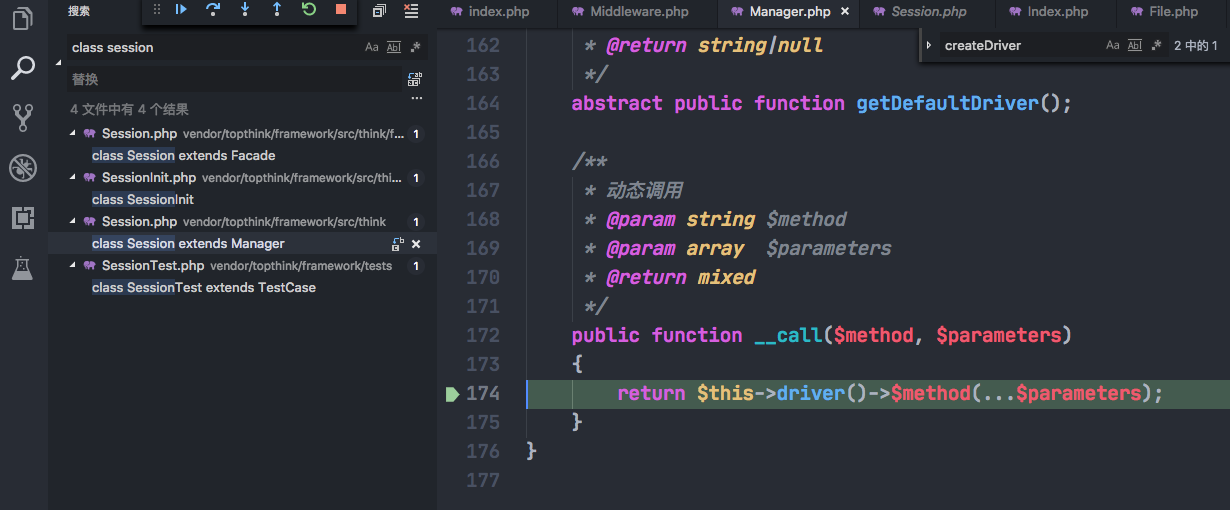 搜索
class session
Aa Abl .*
替换
4 文件中有 4 个结果
Session.php vendor/topthink/framework/src/think/f... 1
class Session extends Facade
SessionInit.php vendor/topthink/framework/src/thi... 1
class SessionInit
Session.php vendor/topthink/framework/src/think 1
class Session extends Manager
SessionTest.php vendor/topthink/framework/tests 1
class SessionTest extends TestCase
index.php Middleware.php Manager.php Session.php Index.php File.php
createDriver Aa Abl .* 2 中的 1
162 * @return string|null
163 */
164 abstract public function getDefaultDriver();
165
166 /**
167 * 动态调用
168 * @param string $method
169 * @param array $parameters
170 * @return mixed
171 */
172 public function __call($method, $parameters)
173 {
174 return $this->driver()->$method(...$parameters);
175 }
176 }
177